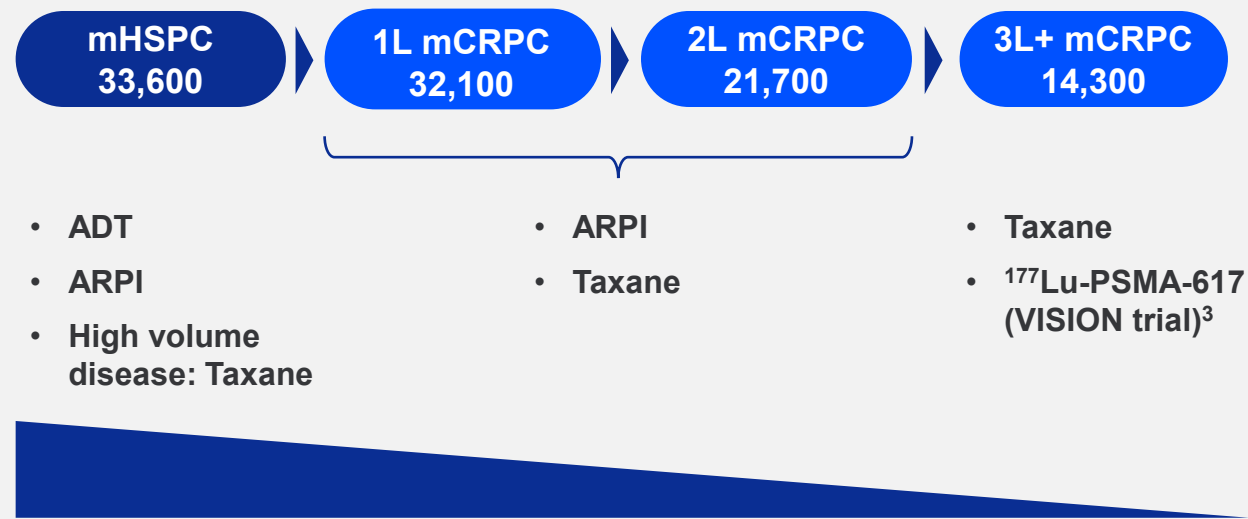 mHSPC
33,600
1L mCRPC
32,100
2L mCRPC
21,700
3L+ mCRPC
14,300
• ADT
• ARPI
• High volume
disease: Taxane
• ARPI
• Taxane
• Taxane
• ¹⁷⁷Lu-PSMA-617
(VISION trial)³